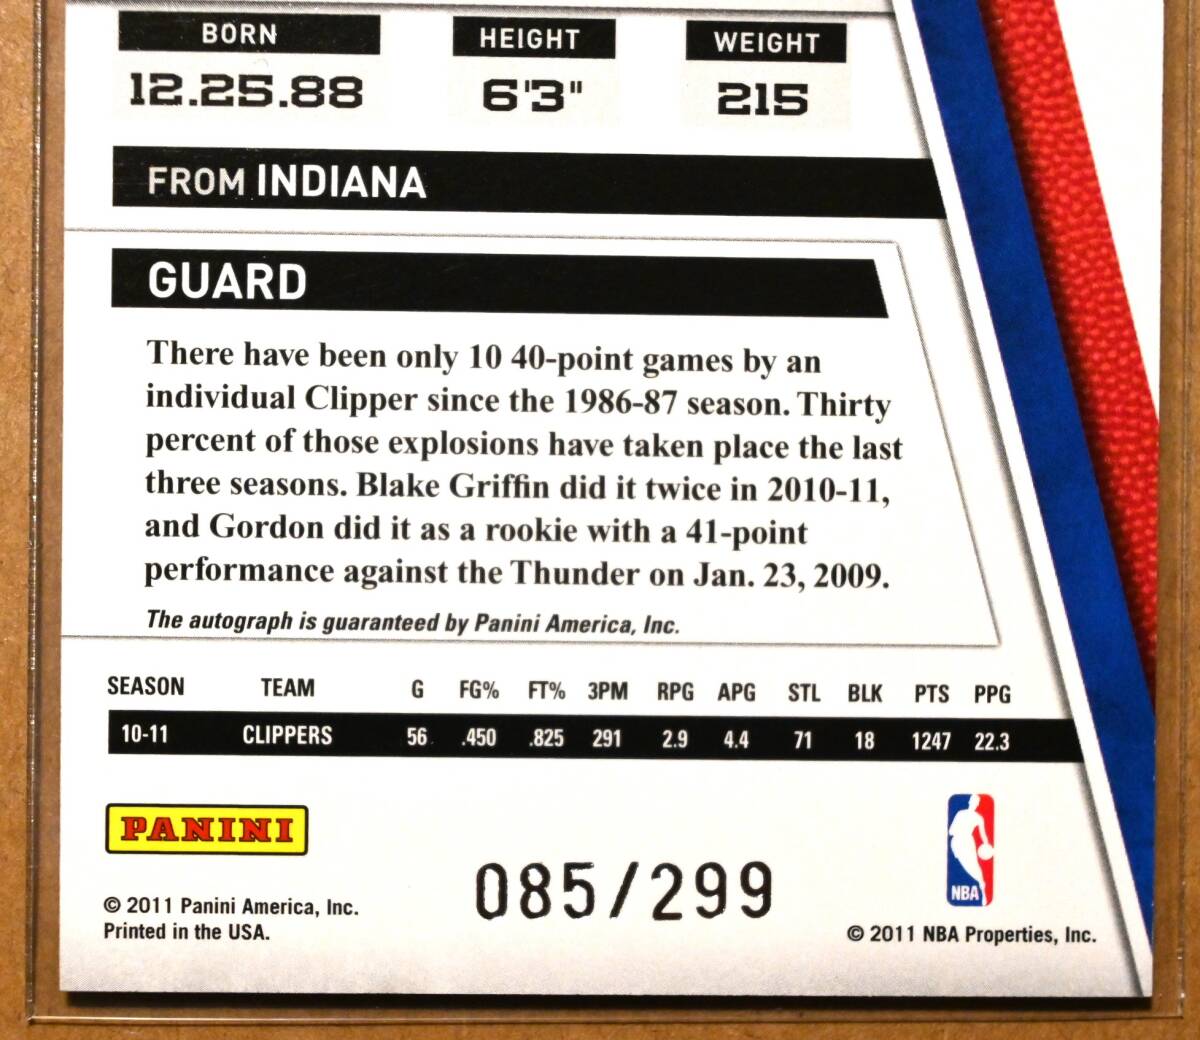 BORN HEIGHT WEIGHT
12.25.88 6'3" 215
FROM INDIANA
GUARD
There have been only 10 40-point games by an
individual Clipper since the 1986-87 season. Thirty
percent of those explosions have taken place the last
three seasons. Blake Griffin did it twice in 2010-11,
and Gordon did it as a rookie with a 41-point
performance against the Thunder on Jan. 23, 2009.
The autograph is guaranteed by Panini America, Inc.
SEASON TEAM G FG% FT% 3PM RPG APG STL BLK PTS PPG
10-11 CLIPPERS 56 .450 .825 291 2.9 4.4 71 18 1247 22.3
PANINI
NBA
085/299
© 2011 Panini America, Inc.
Printed in the USA.
© 2011 NBA Properties, Inc.